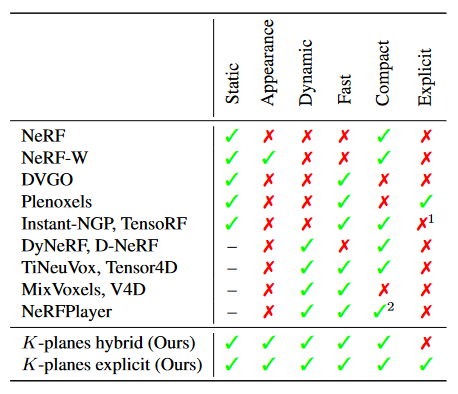 Static Appearance Dynamic Fast Compact Explicit
NeRF ✓ ✗ ✗ ✗ ✓ ✗
NeRF-W ✓ ✓ ✗ ✗ ✓ ✗
DVGO ✓ ✗ ✗ ✓ ✗ ✗
Plenoxels ✓ ✗ ✗ ✓ ✗ ✓
Instant-NGP, TensoRF ✓ ✗ ✗ ✓ ✓ ✗¹
DyNeRF, D-NeRF – ✗ ✓ ✗ ✓ ✗
TiNeuVox, Tensor4D – ✗ ✓ ✓ ✓ ✗
MixVoxels, V4D – ✗ ✓ ✓ ✗ ✗
NeRFPlayer – ✗ ✓ ✓ ✓² ✗
K-planes hybrid (Ours) ✓ ✓ ✓ ✓ ✓ ✗
K-planes explicit (Ours) ✓ ✓ ✓ ✓ ✓ ✓